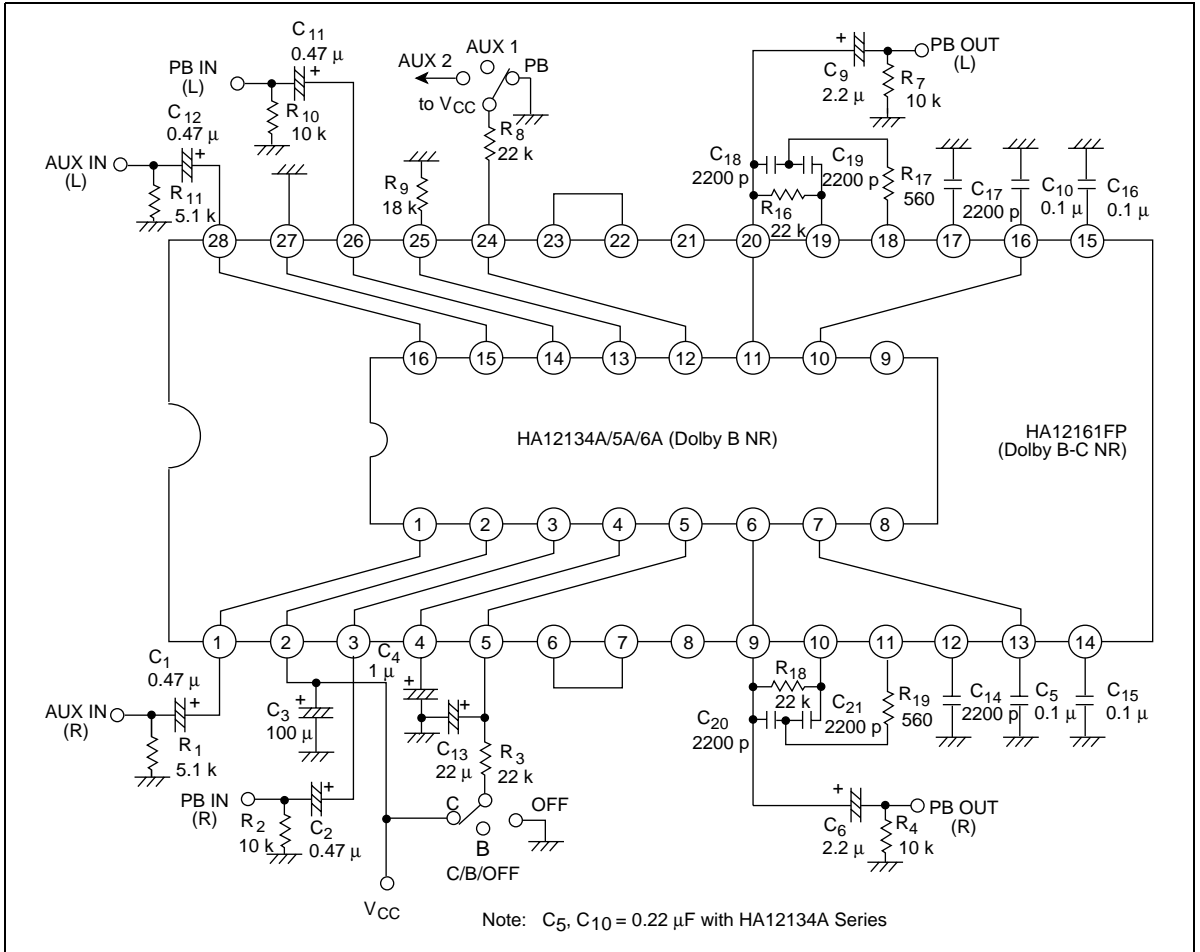 C11
0.47 µ
PB IN
(L)
R10
10 k
C12
0.47 µ
AUX IN
(L)
R11
5.1 k
AUX 1
AUX 2
PB
to VCC
R8
22 k
R9
18 k
PB OUT
(L)
C9
2.2 µ
R7
10 k
C18
2200 p
C19
2200 p
R16
22 k
R17
560
C17
2200 p
C10
0.1 µ
C16
0.1 µ
28 27 26 25 24 23 22 21 20 19 18 17 16 15
16 15 14 13 12 11 10 9
HA12134A/5A/6A (Dolby B NR)
HA12161FP
(Dolby B-C NR)
1 2 3 4 5 6 7 8
1 2 3 4 5 6 7 8 9 10 11 12 13 14
C1
0.47 µ
AUX IN
(R)
R1
5.1 k
C3
100 µ
C4
1 µ
C13
22 µ
R3
22 k
PB IN
(R)
R2
10 k
C2
0.47 µ
C
B
OFF
C/B/OFF
VCC
R18
22 k
C20
2200 p
C21
2200 p
R19
560
C14
2200 p
C5
0.1 µ
C15
0.1 µ
C6
2.2 µ
R4
10 k
PB OUT
(R)
Note: C5, C10 = 0.22 µF with HA12134A Series